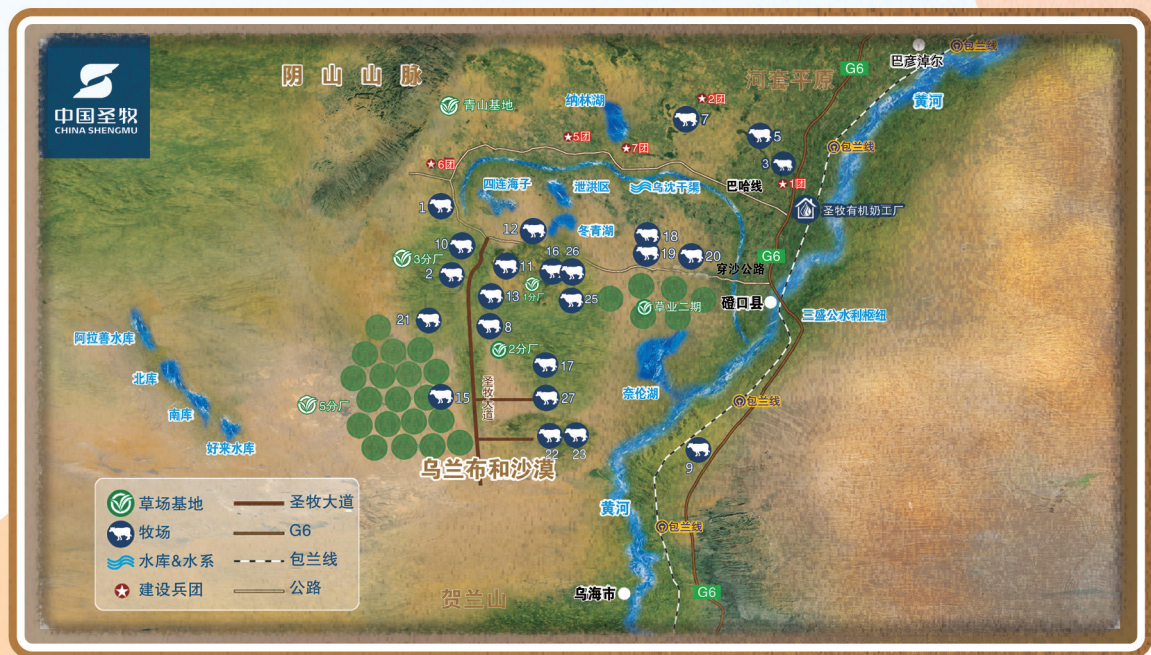 中国圣牧
CHINA SHENGMU
阴山山脉
青山基地
纳林湖
2团
7
河套平原
G6
巴彦淖尔
包兰线
黄河
5团
7团
5
3
包兰线
6团
四连海子
泄洪区
乌沈干渠
巴哈线
1团
圣牧有机奶工厂
1
12
冬青湖
18
10
3分厂
2
11
16
26
19
20
穿沙公路
G6
13
1分厂
25
草业二期
磴口县
三盛公水利枢纽
21
8
2分厂
17
阿拉善水库
北库
南库
好来水库
5分厂
15
圣牧大道
27
奈伦湖
包兰线
22
23
9
乌兰布和沙漠
黄河
包兰线
贺兰山
乌海市
G6
草场基地
圣牧大道
牧场
G6
水库&水系
包兰线
建设兵团
公路